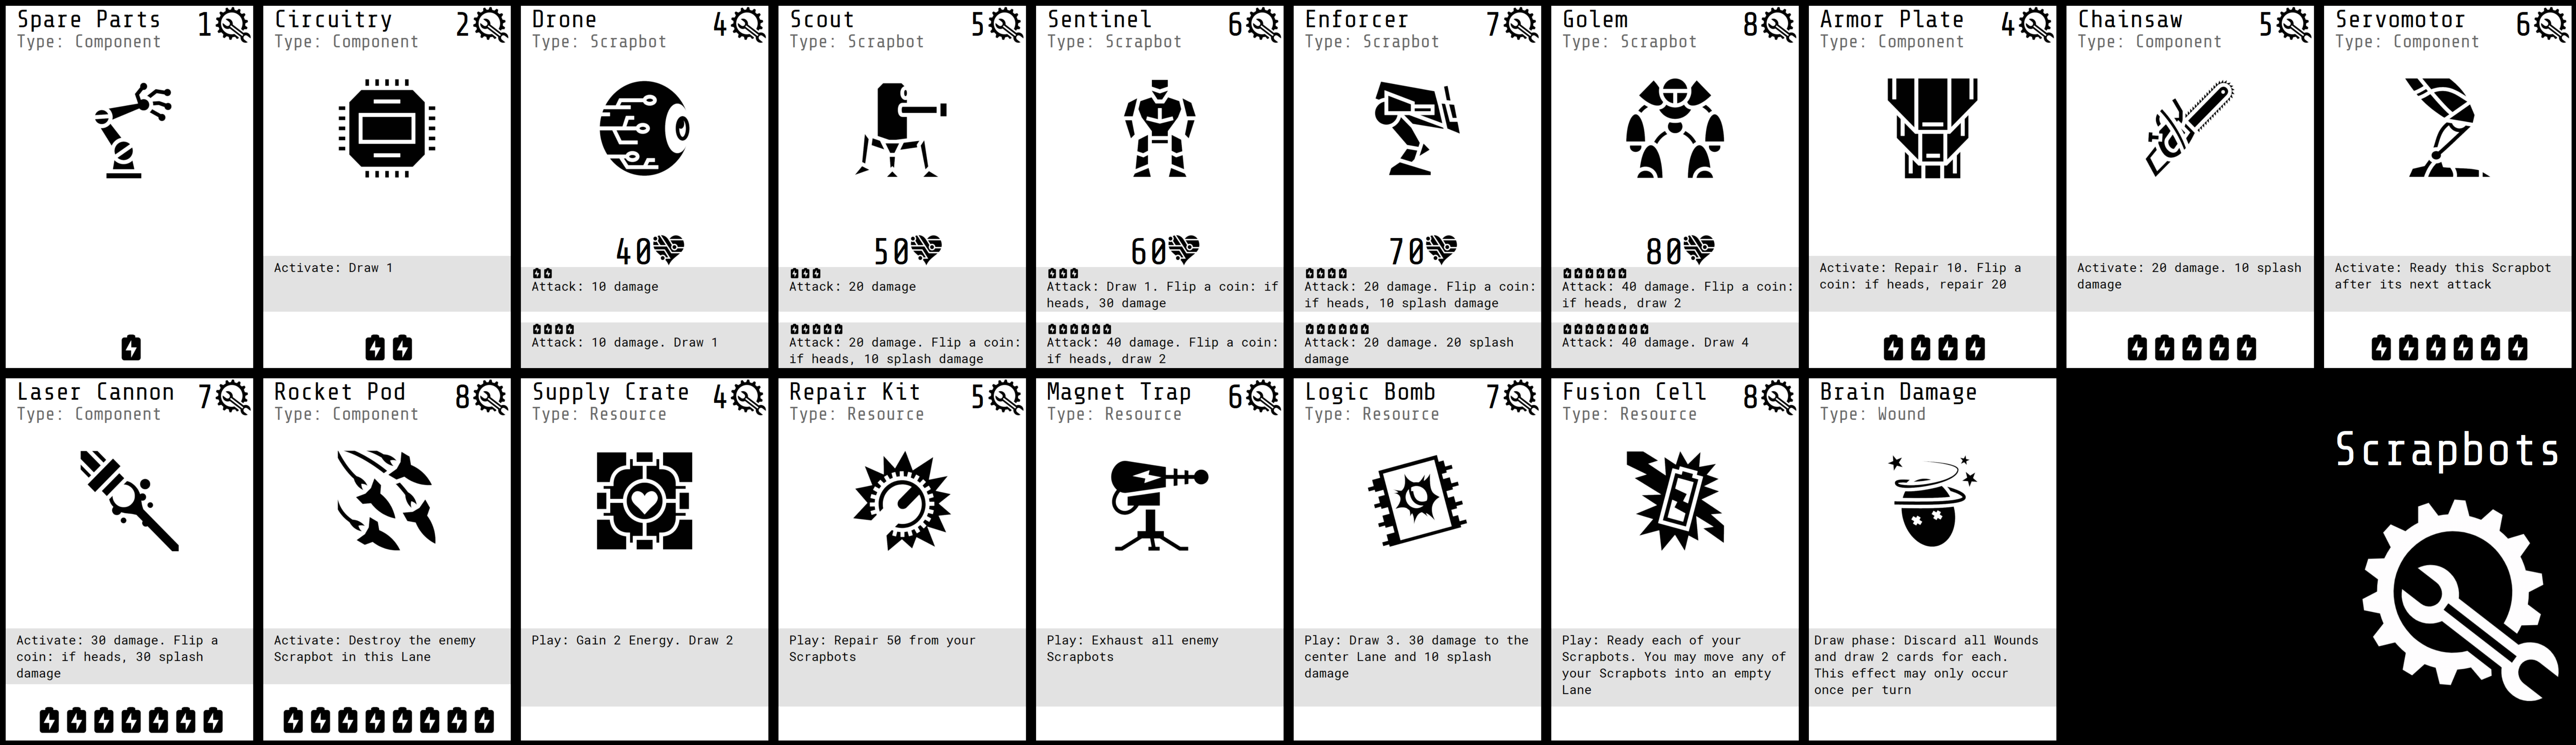 Spare Parts
1
Type: Component
Circuitry
2
Type: Component
Activate: Draw 1
Drone
4
Type: Scrapbot
40
Attack: 10 damage
Attack: 10 damage. Draw 1
Scout
5
Type: Scrapbot
50
Attack: 20 damage
Attack: 20 damage. Flip a coin:
if heads, 10 splash damage
Sentinel
6
Type: Scrapbot
60
Attack: Draw 1. Flip a coin: if
heads, 30 damage
Attack: 40 damage. Flip a coin:
if heads, draw 2
Enforcer
7
Type: Scrapbot
70
Attack: 20 damage. Flip a coin:
if heads, 10 splash damage
Attack: 20 damage. 20 splash
damage
Golem
8
Type: Scrapbot
80
Attack: 40 damage. Flip a coin:
if heads, draw 2
Attack: 40 damage. Draw 4
Armor Plate
4
Type: Component
Activate: Repair 10. Flip a
coin: if heads, repair 20
Chainsaw
5
Type: Component
Activate: 20 damage. 10 splash
damage
Servomotor
6
Type: Component
Activate: Ready this Scrapbot
after its next attack
Laser Cannon
7
Type: Component
Activate: 30 damage. Flip a
coin: if heads, 30 splash
damage
Rocket Pod
8
Type: Component
Activate: Destroy the enemy
Scrapbot in this Lane
Supply Crate
4
Type: Resource
Play: Gain 2 Energy. Draw 2
Repair Kit
5
Type: Resource
Play: Repair 50 from your
Scrapbots
Magnet Trap
6
Type: Resource
Play: Exhaust all enemy
Scrapbots
Logic Bomb
7
Type: Resource
Play: Draw 3. 30 damage to the
center Lane and 10 splash
damage
Fusion Cell
8
Type: Resource
Play: Ready each of your
Scrapbots. You may move any of
your Scrapbots into an empty
Lane
Brain Damage
Type: Wound
Draw phase: Discard all Wounds
and draw 2 cards for each.
This effect may only occur
once per turn
Scrapbots